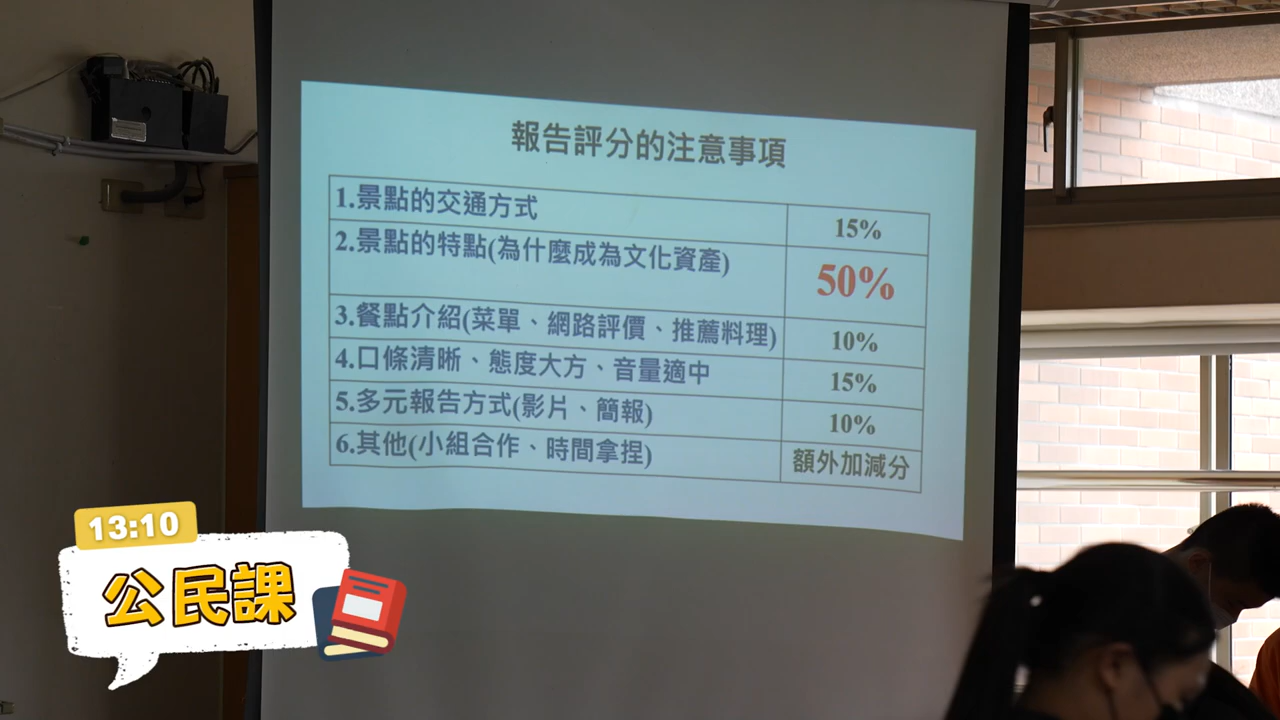 報告評分的注意事項
1.景點的交通方式 15%
2.景點的特點(為什麼成為文化資產) 50%
3.餐點介紹(菜單、網路評價、推薦料理) 10%
4.口條清晰、態度大方、音量適中 15%
5.多元報告方式(影片、簡報) 10%
6.其他(小組合作、時間拿捏) 額外加減分
13:10
公民課